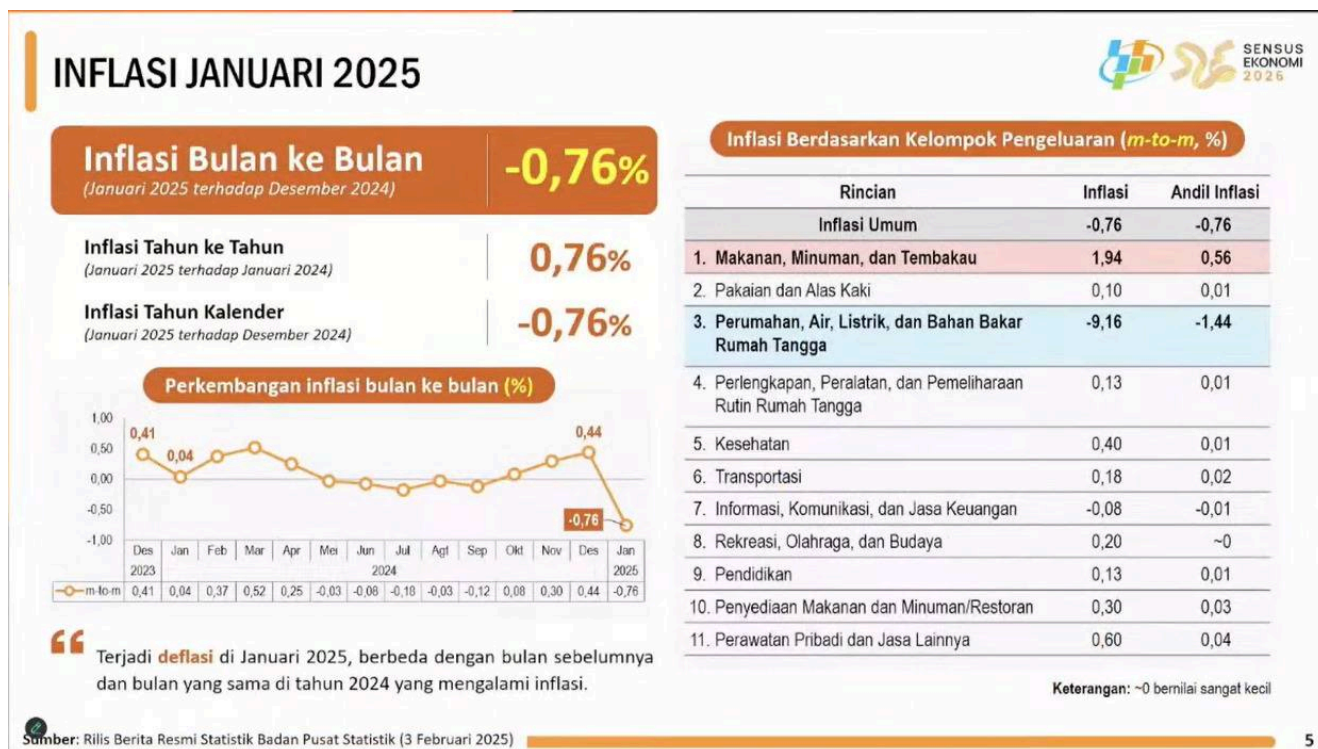 INFLASI JANUARI 2025
SENSUS
EKONOMI
2026
Inflasi Bulan ke Bulan
(Januari 2025 terhadap Desember 2024)
-0,76%
Inflasi Tahun ke Tahun
(Januari 2025 terhadap Januari 2024)
0,76%
Inflasi Tahun Kalender
(Januari 2025 terhadap Desember 2024)
-0,76%
Perkembangan inflasi bulan ke bulan (%)
1,00
0,50
0,00
-0,50
-1,00
0,41
0,04
0,44
-0,76
Des Jan Feb Mar Apr Mei Jun Jul Agt Sep Okt Nov Des Jan
2023 2024 2025
m-to-m 0,41 0,04 0,37 0,52 0,25 -0,03 -0,08 -0,18 -0,03 -0,12 0,08 0,30 0,44 -0,76
Terjadi deflasi di Januari 2025, berbeda dengan bulan sebelumnya
dan bulan yang sama di tahun 2024 yang mengalami inflasi.
Inflasi Berdasarkan Kelompok Pengeluaran (m-to-m, %)
Rincian Inflasi Andil Inflasi
Inflasi Umum -0,76 -0,76
1. Makanan, Minuman, dan Tembakau 1,94 0,56
2. Pakaian dan Alas Kaki 0,10 0,01
3. Perumahan, Air, Listrik, dan Bahan Bakar -9,16 -1,44
Rumah Tangga
4. Perlengkapan, Peralatan, dan Pemeliharaan 0,13 0,01
Rutin Rumah Tangga
5. Kesehatan 0,40 0,01
6. Transportasi 0,18 0,02
7. Informasi, Komunikasi, dan Jasa Keuangan -0,08 -0,01
8. Rekreasi, Olahraga, dan Budaya 0,20 ~0
9. Pendidikan 0,13 0,01
10. Penyediaan Makanan dan Minuman/Restoran 0,30 0,03
11. Perawatan Pribadi dan Jasa Lainnya 0,60 0,04
Keterangan: ~0 bernilai sangat kecil
Sumber: Rilis Berita Resmi Statistik Badan Pusat Statistik (3 Februari 2025)
5